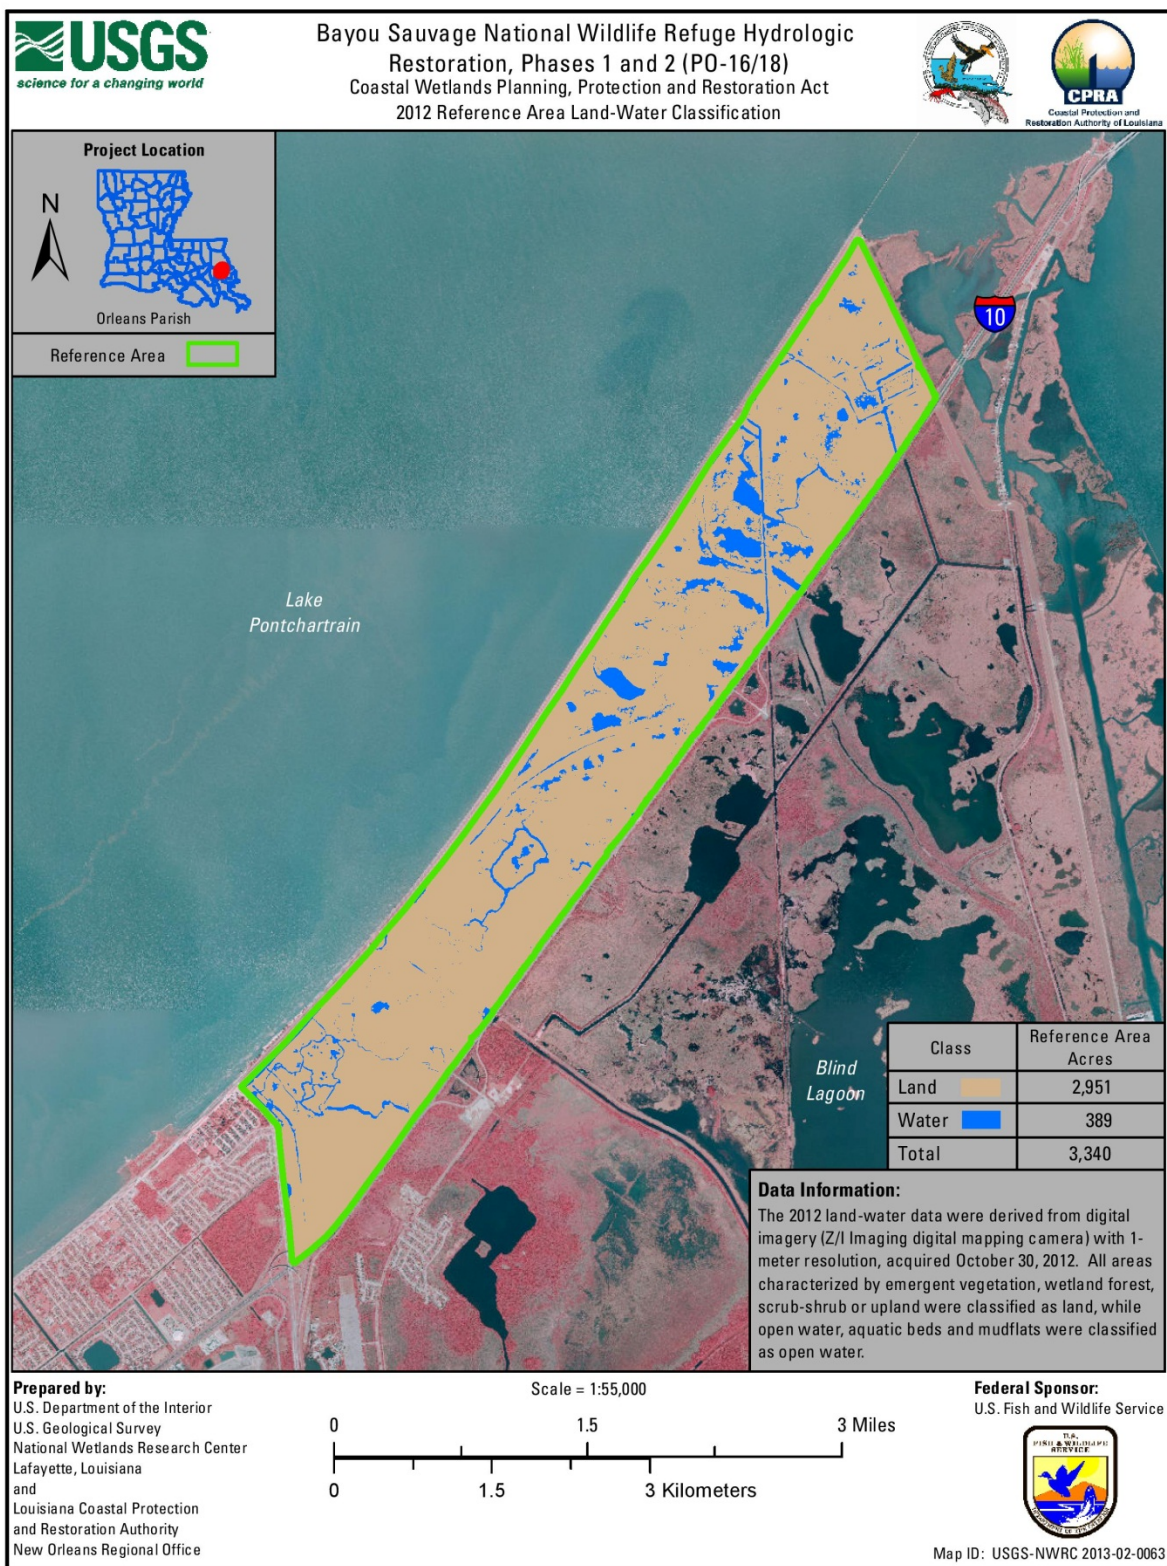 USGS
science for a changing world
Bayou Sauvage National Wildlife Refuge Hydrologic
Restoration, Phases 1 and 2 (PO-16/18)
Coastal Wetlands Planning, Protection and Restoration Act
2012 Reference Area Land-Water Classification
CPRA
Coastal Protection and
Restoration Authority of Louisiana
Project Location
N
Orleans Parish
Reference Area
10
Lake
Pontchartrain
Blind
Lagoon
Class Reference Area
Acres
Land 2,951
Water 389
Total 3,340
Data Information:
The 2012 land-water data were derived from digital
imagery (Z/I Imaging digital mapping camera) with 1-
meter resolution, acquired October 30, 2012. All areas
characterized by emergent vegetation, wetland forest,
scrub-shrub or upland were classified as land, while
open water, aquatic beds and mudflats were classified
as open water.
Prepared by:
U.S. Department of the Interior
U.S. Geological Survey
National Wetlands Research Center
Lafayette, Louisiana
and
Louisiana Coastal Protection
and Restoration Authority
New Orleans Regional Office
Scale = 1:55,000
0 1.5 3 Miles
0 1.5 3 Kilometers
Federal Sponsor:
U.S. Fish and Wildlife Service
U.S.
FISH & WILDLIFE
SERVICE
Map ID: USGS-NWRC 2013-02-0063